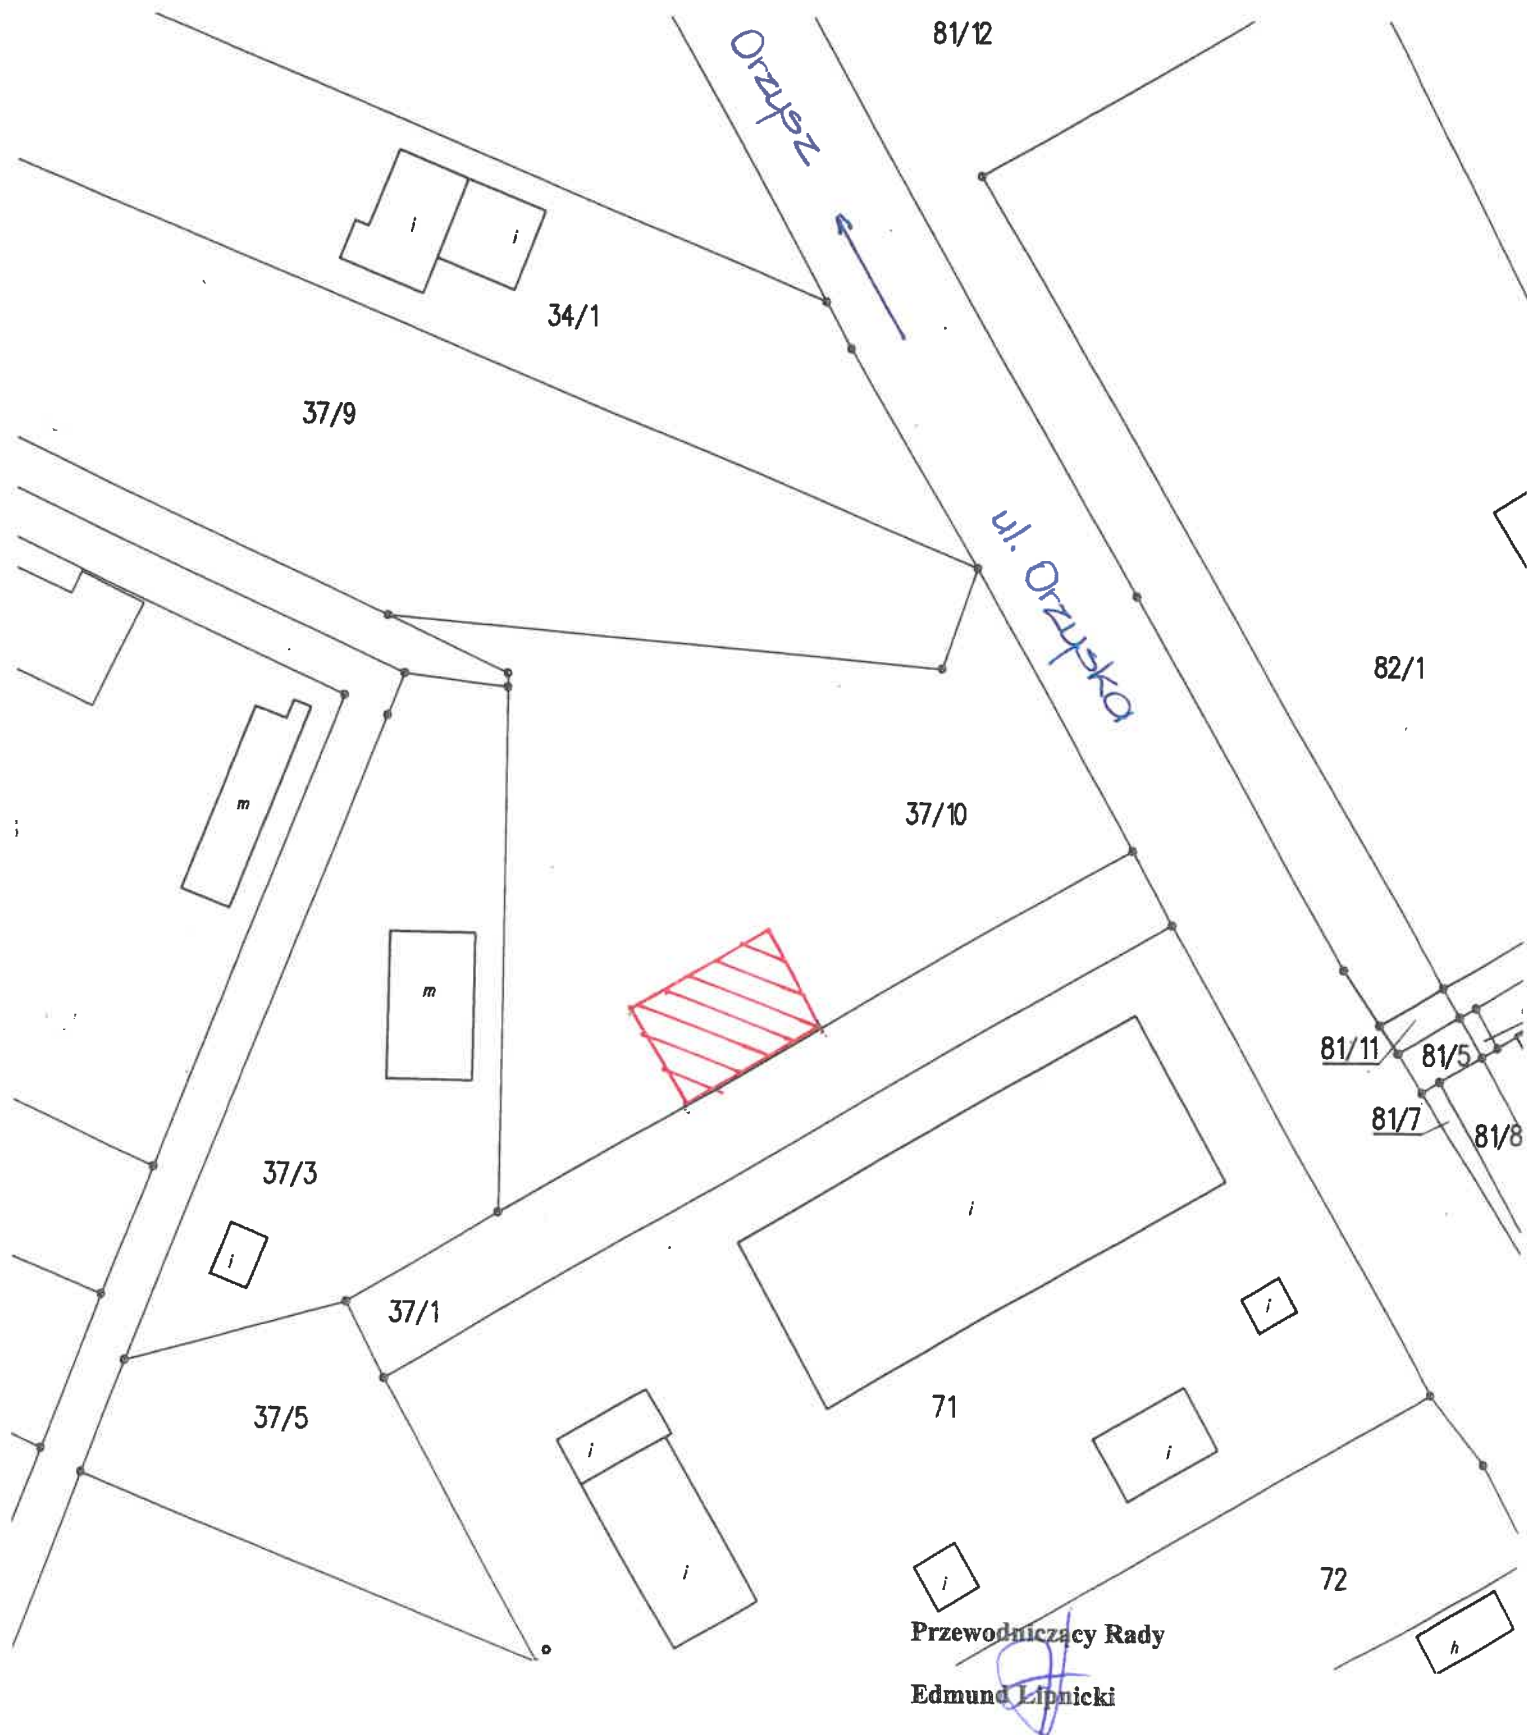 81/12
Orzysz
i
i
34/1
37/9
ul. Orzyska
82/1
m
37/10
m
81/11
81/5
81/7
81/8
37/3
i
i
37/1
i
71
37/5
i
i
i
i
72
h
Przewodniczący Rady
Edmund Lipnicki